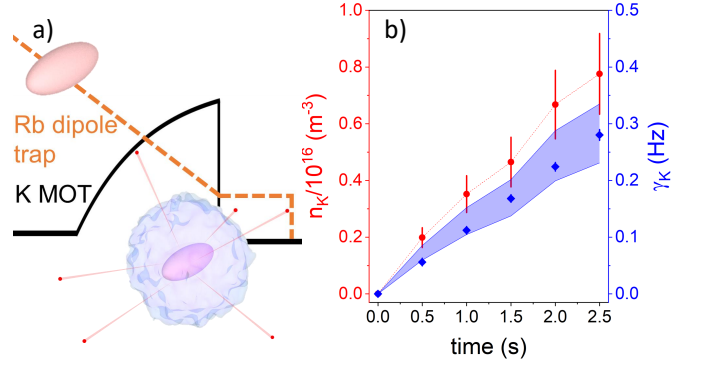 a)
Rb dipole
trap
K MOT
b)
n_K/10^16 (m^-3)
1.0
0.8
0.6
0.4
0.2
0.0
0.5
0.4
0.3
0.2
0.1
0.0
γ_K (Hz)
0.0 0.5 1.0 1.5 2.0 2.5
time (s)